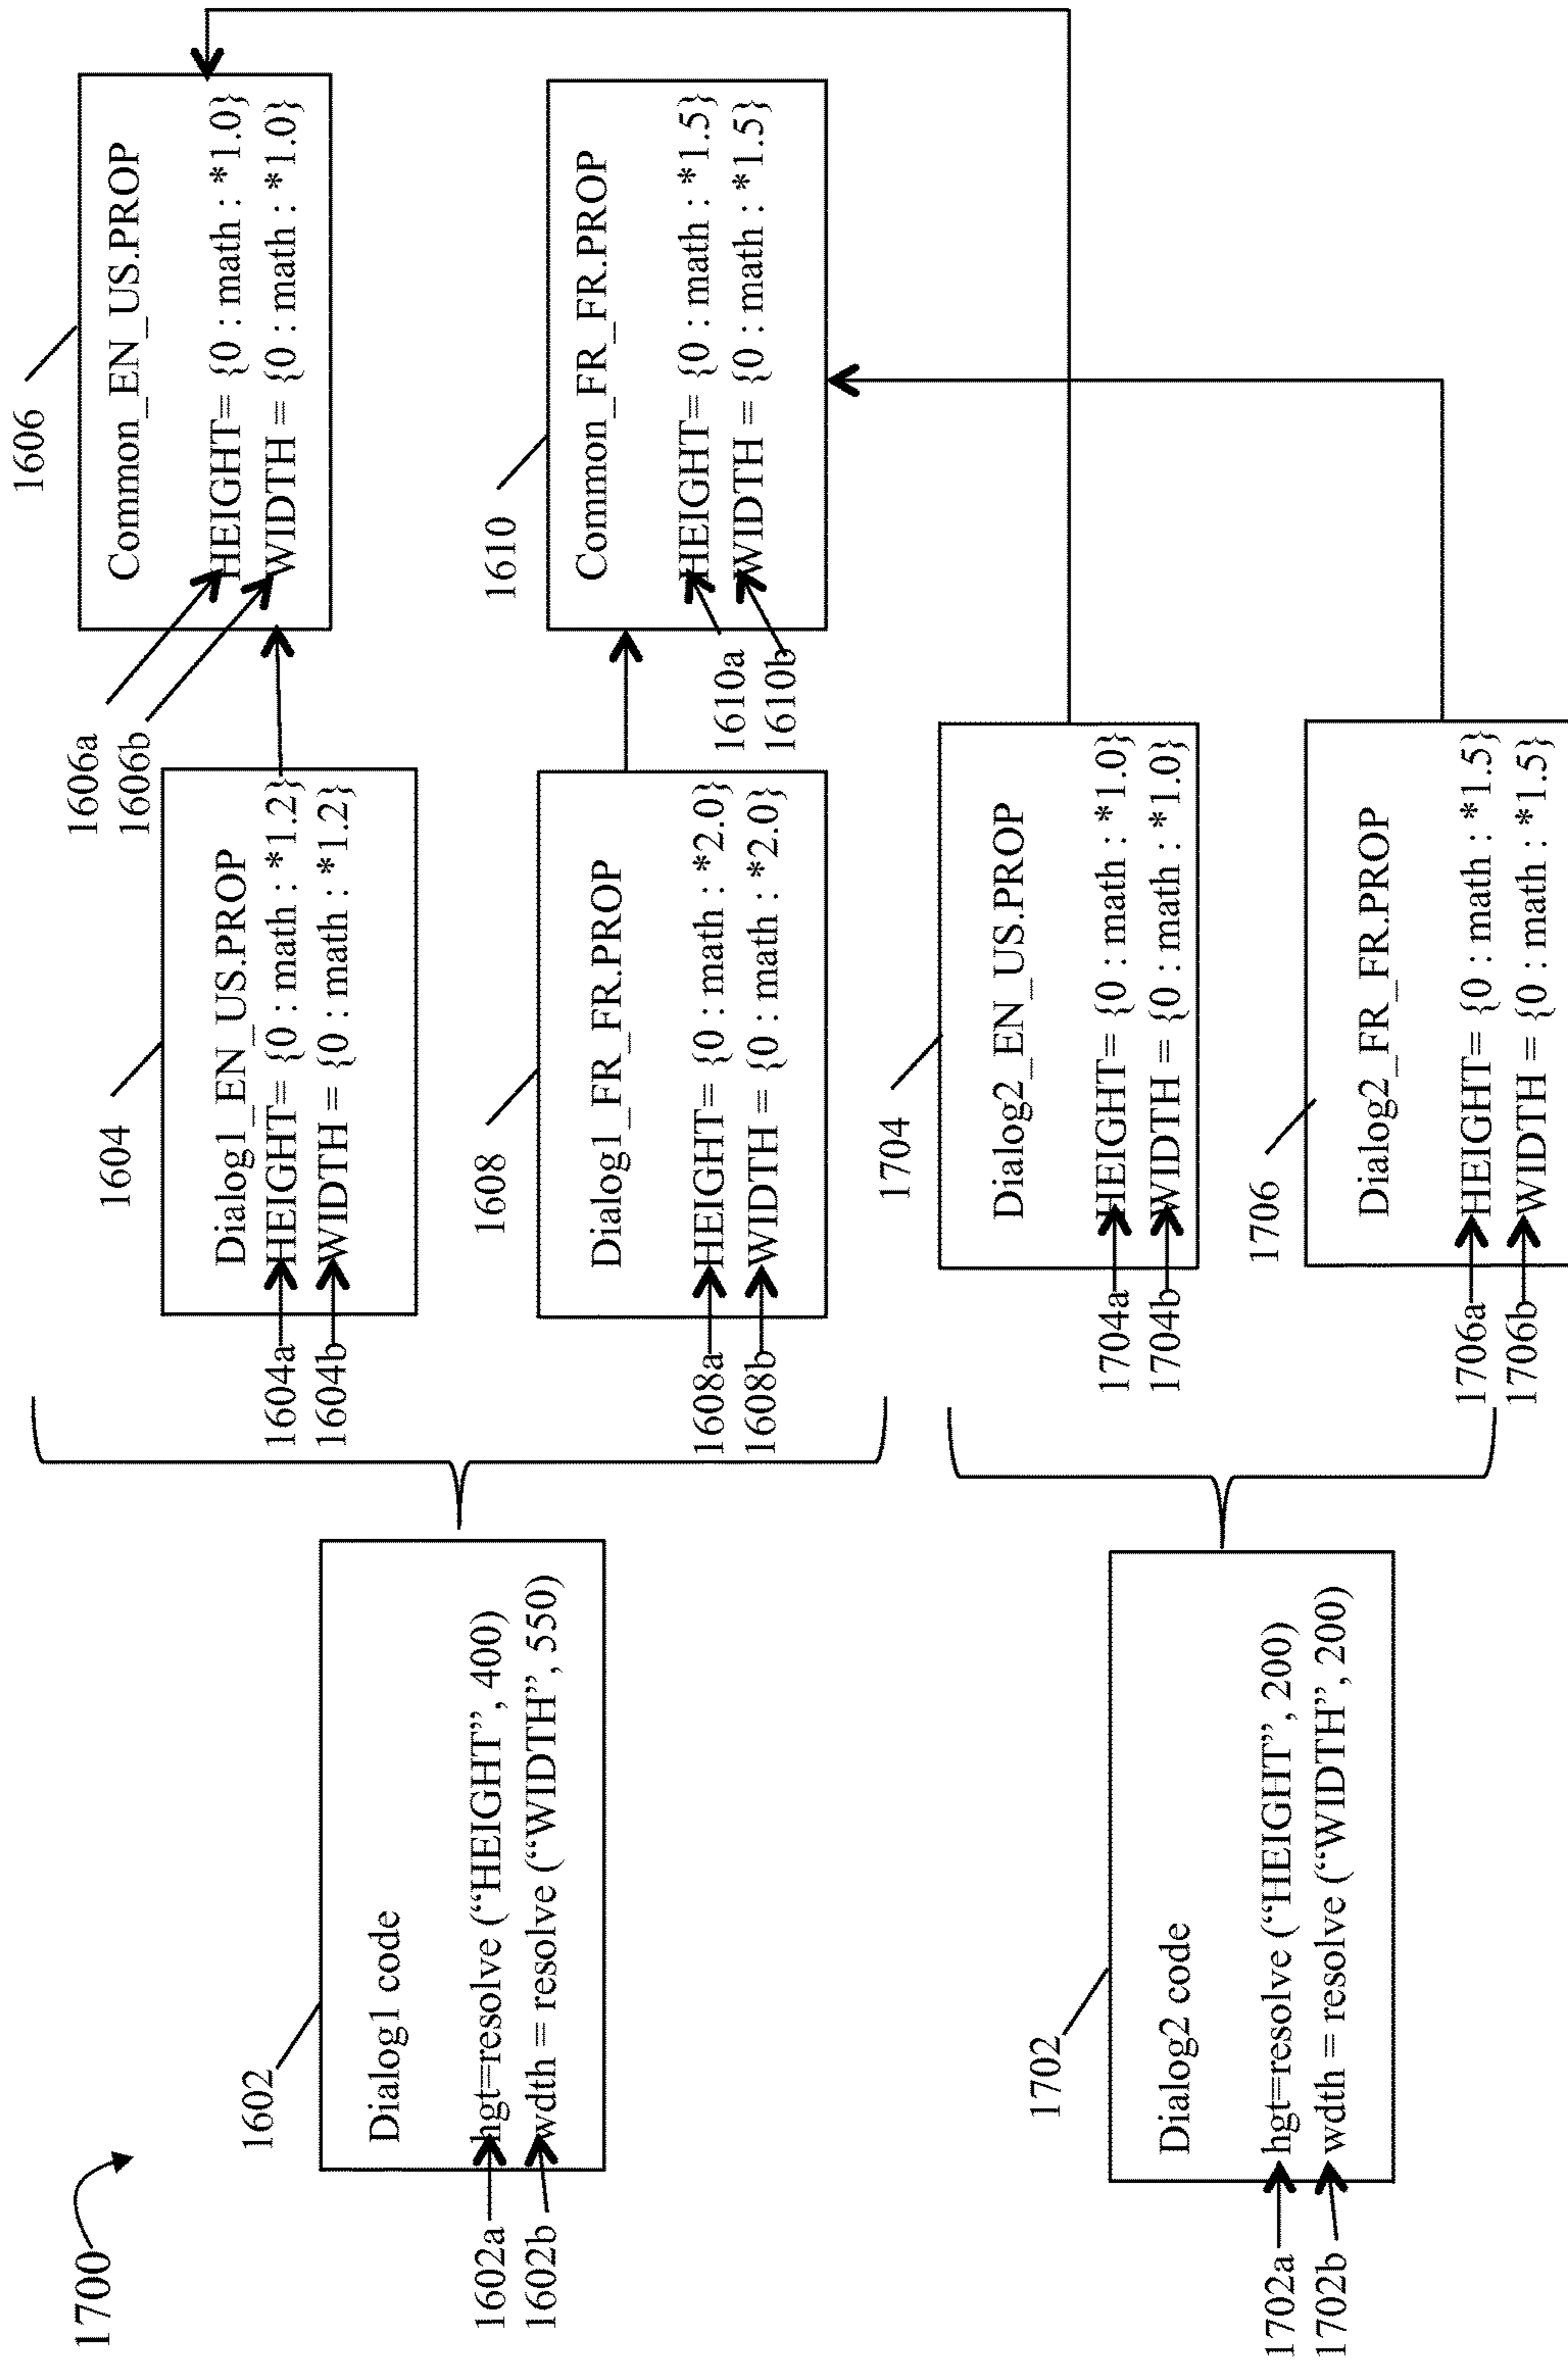 1700
1602
Dialog1 code
hgt=resolve (“HEIGHT”, 400)
wdth = resolve (“WIDTH”, 550)
1602a
1602b
1604
Dialog1_EN_US.PROP
HEIGHT= {0 : math : *1.2}
WIDTH = {0 : math : *1.2}
1604a
1604b
1606
Common_EN_US.PROP
HEIGHT= {0 : math : *1.0}
WIDTH = {0 : math : *1.0}
1606a
1606b
1608
Dialog1_FR_FR.PROP
HEIGHT= {0 : math : *2.0}
WIDTH = {0 : math : *2.0}
1608a
1608b
1610
Common_FR_FR.PROP
HEIGHT= {0 : math : *1.5}
WIDTH = {0 : math : *1.5}
1610a
1610b
1702
Dialog2 code
hgt=resolve (“HEIGHT”, 200)
wdth = resolve (“WIDTH”, 200)
1702a
1702b
1704
Dialog2_EN_US.PROP
HEIGHT= {0 : math : *1.0}
WIDTH = {0 : math : *1.0}
1704a
1704b
1706
Dialog2_FR_FR.PROP
HEIGHT= {0 : math : *1.5}
WIDTH = {0 : math : *1.5}
1706a
1706b